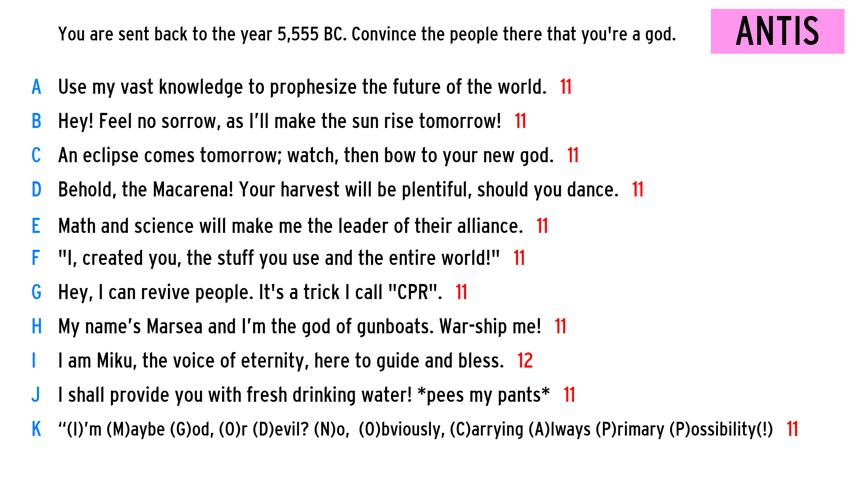 You are sent back to the year 5,555 BC. Convince the people there that you're a god.
ANTIS
A Use my vast knowledge to prophesize the future of the world. 11
B Hey! Feel no sorrow, as I’ll make the sun rise tomorrow! 11
C An eclipse comes tomorrow; watch, then bow to your new god. 11
D Behold, the Macarena! Your harvest will be plentiful, should you dance. 11
E Math and science will make me the leader of their alliance. 11
F "I, created you, the stuff you use and the entire world!" 11
G Hey, I can revive people. It's a trick I call "CPR". 11
H My name’s Marsea and I’m the god of gunboats. War-ship me! 11
I I am Miku, the voice of eternity, here to guide and bless. 12
J I shall provide you with fresh drinking water! *pees my pants* 11
K “(I)’m (M)aybe (G)od, (O)r (D)evil? (N)o, (O)bviously, (C)arrying (A)lways (P)rimary (P)ossibility(!) 11